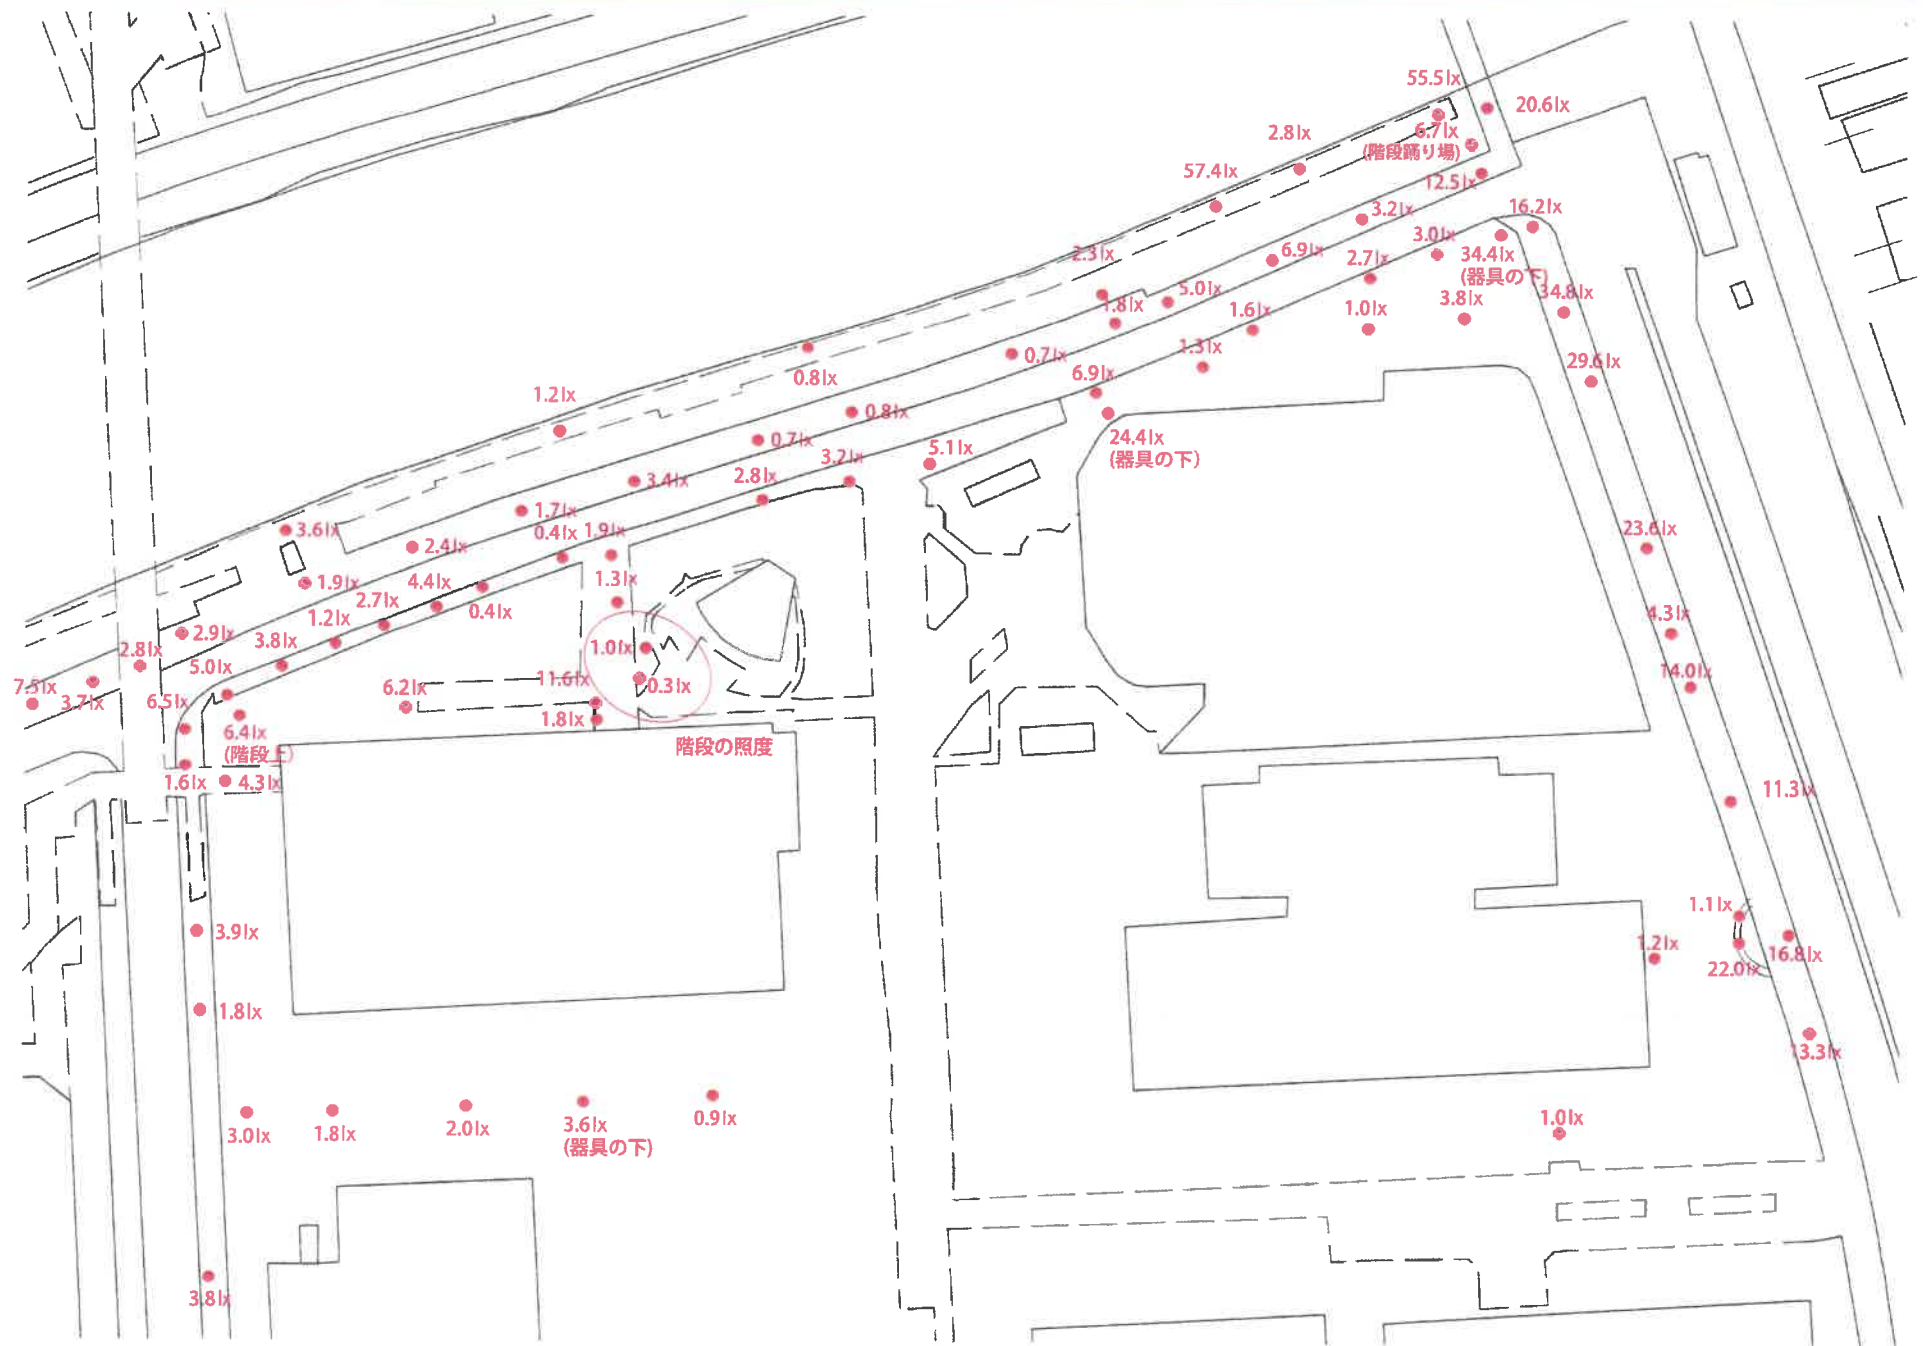 55.5lx
20.6lx
2.8lx
6.7lx
(階段踊り場)
57.4lx
12.5lx
3.2lx
16.2lx
3.0lx
2.3lx
6.9lx
2.7lx
34.4lx
(器具の下)
34.8lx
1.8lx
5.0lx
1.6lx
1.0lx
3.8lx
0.7lx
1.3lx
29.6lx
0.8lx
6.9lx
1.2lx
0.8lx
24.4lx
(器具の下)
0.7lx
5.1lx
3.2lx
2.8lx
3.4lx
1.7lx
3.6lx
0.4lx
1.9lx
23.6lx
2.4lx
1.9lx
4.4lx
1.3lx
2.7lx
0.4lx
1.2lx
4.3lx
2.9lx
3.8lx
2.8lx
1.0lx
5.0lx
14.0lx
7.5lx
3.7lx
6.5lx
6.2lx
11.6lx
0.3lx
1.8lx
6.4lx
(階段上)
階段の照度
1.6lx
4.3lx
11.3lx
1.1lx
3.9lx
1.2lx
22.0lx
16.8lx
1.8lx
13.3lx
3.0lx
1.8lx
2.0lx
3.6lx
(器具の下)
0.9lx
1.0lx
3.8lx